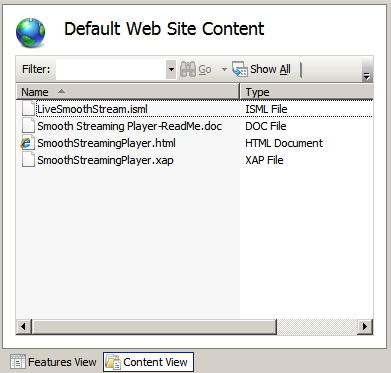 Default Web Site Content
Filter: Go Show All
Name Type
LiveSmoothStream.isml ISML File
Smooth Streaming Player-ReadMe.doc DOC File
SmoothStreamingPlayer.html HTML Document
SmoothStreamingPlayer.xap XAP File
Features View Content View